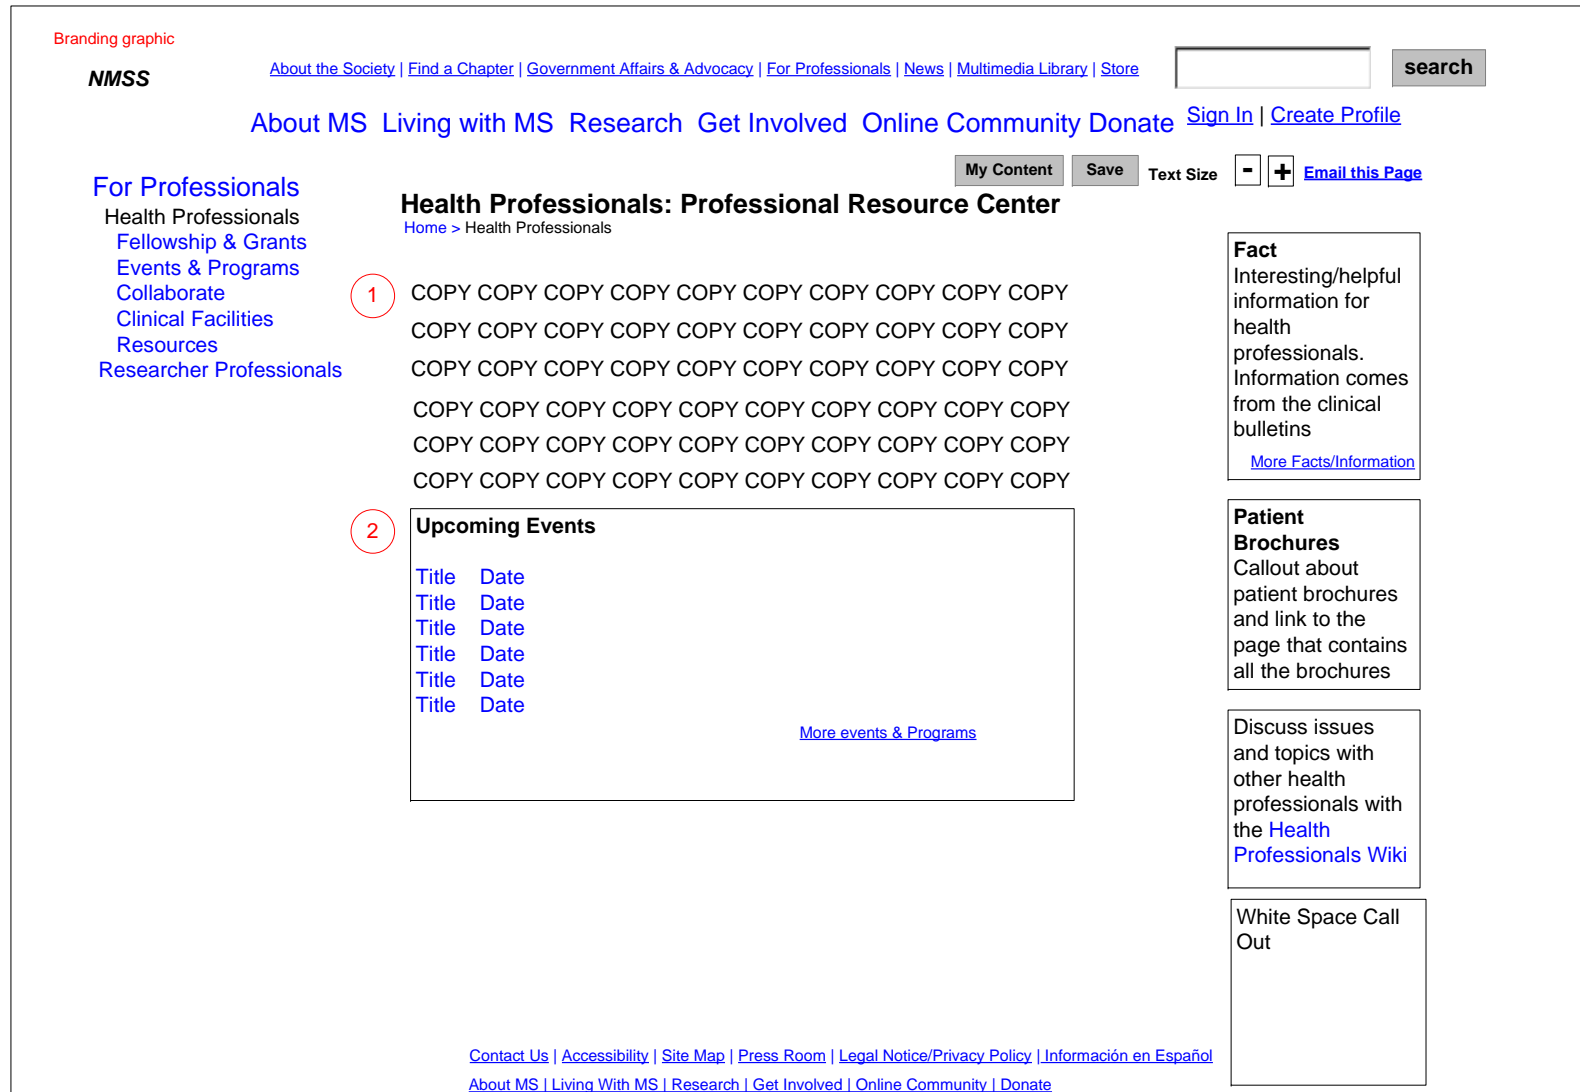 Branding graphic
NMSS
About the Society | Find a Chapter | Government Affairs & Advocacy | For Professionals | News | Multimedia Library | Store
search
About MS Living with MS Research Get Involved Online Community Donate
Sign In | Create Profile
My Content Save Text Size - + Email this Page
For Professionals
Health Professionals
Fellowship & Grants
Events & Programs
Collaborate
Clinical Facilities
Resources
Researcher Professionals
Health Professionals: Professional Resource Center
Home > Health Professionals
1
COPY COPY COPY COPY COPY COPY COPY COPY COPY COPY
COPY COPY COPY COPY COPY COPY COPY COPY COPY COPY
COPY COPY COPY COPY COPY COPY COPY COPY COPY COPY
COPY COPY COPY COPY COPY COPY COPY COPY COPY COPY
COPY COPY COPY COPY COPY COPY COPY COPY COPY COPY
COPY COPY COPY COPY COPY COPY COPY COPY COPY COPY
2
Upcoming Events
Title Date
Title Date
Title Date
Title Date
Title Date
Title Date
More events & Programs
Fact
Interesting/helpful
information for
health
professionals.
Information comes
from the clinical
bulletins
More Facts/Information
Patient
Brochures
Callout about
patient brochures
and link to the
page that contains
all the brochures
Discuss issues
and topics with
other health
professionals with
the Health
Professionals Wiki
White Space Call
Out
Contact Us | Accessibility | Site Map | Press Room | Legal Notice/Privacy Policy | Información en Español
About MS | Living With MS | Research | Get Involved | Online Community | Donate